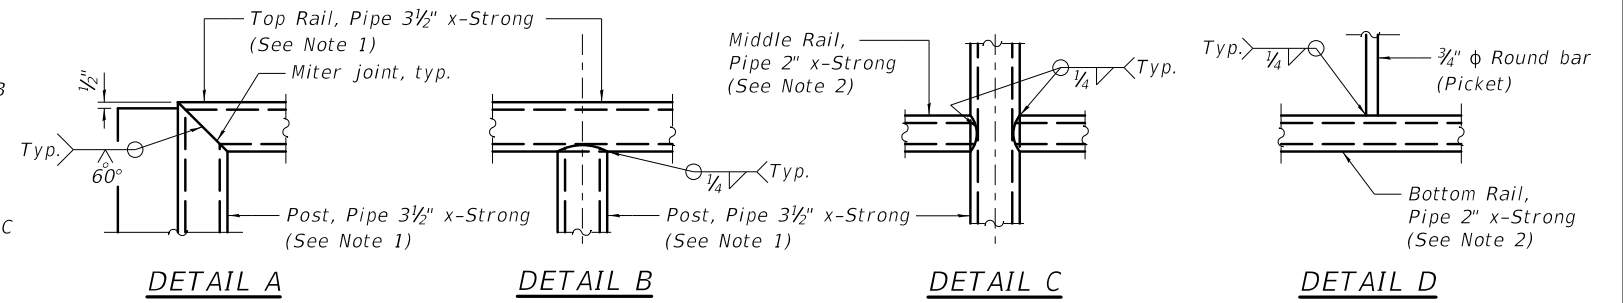 B
C
½"
Top Rail, Pipe 3½" x-Strong
(See Note 1)
Miter joint, typ.
Typ.
60°
Post, Pipe 3½" x-Strong
(See Note 1)
DETAIL A
¼
Typ.
Post, Pipe 3½" x-Strong
(See Note 1)
DETAIL B
Middle Rail,
Pipe 2" x-Strong
(See Note 2)
¼
Typ.
DETAIL C
Typ.
¼
¾" ϕ Round bar
(Picket)
Bottom Rail,
Pipe 2" x-Strong
(See Note 2)
DETAIL D